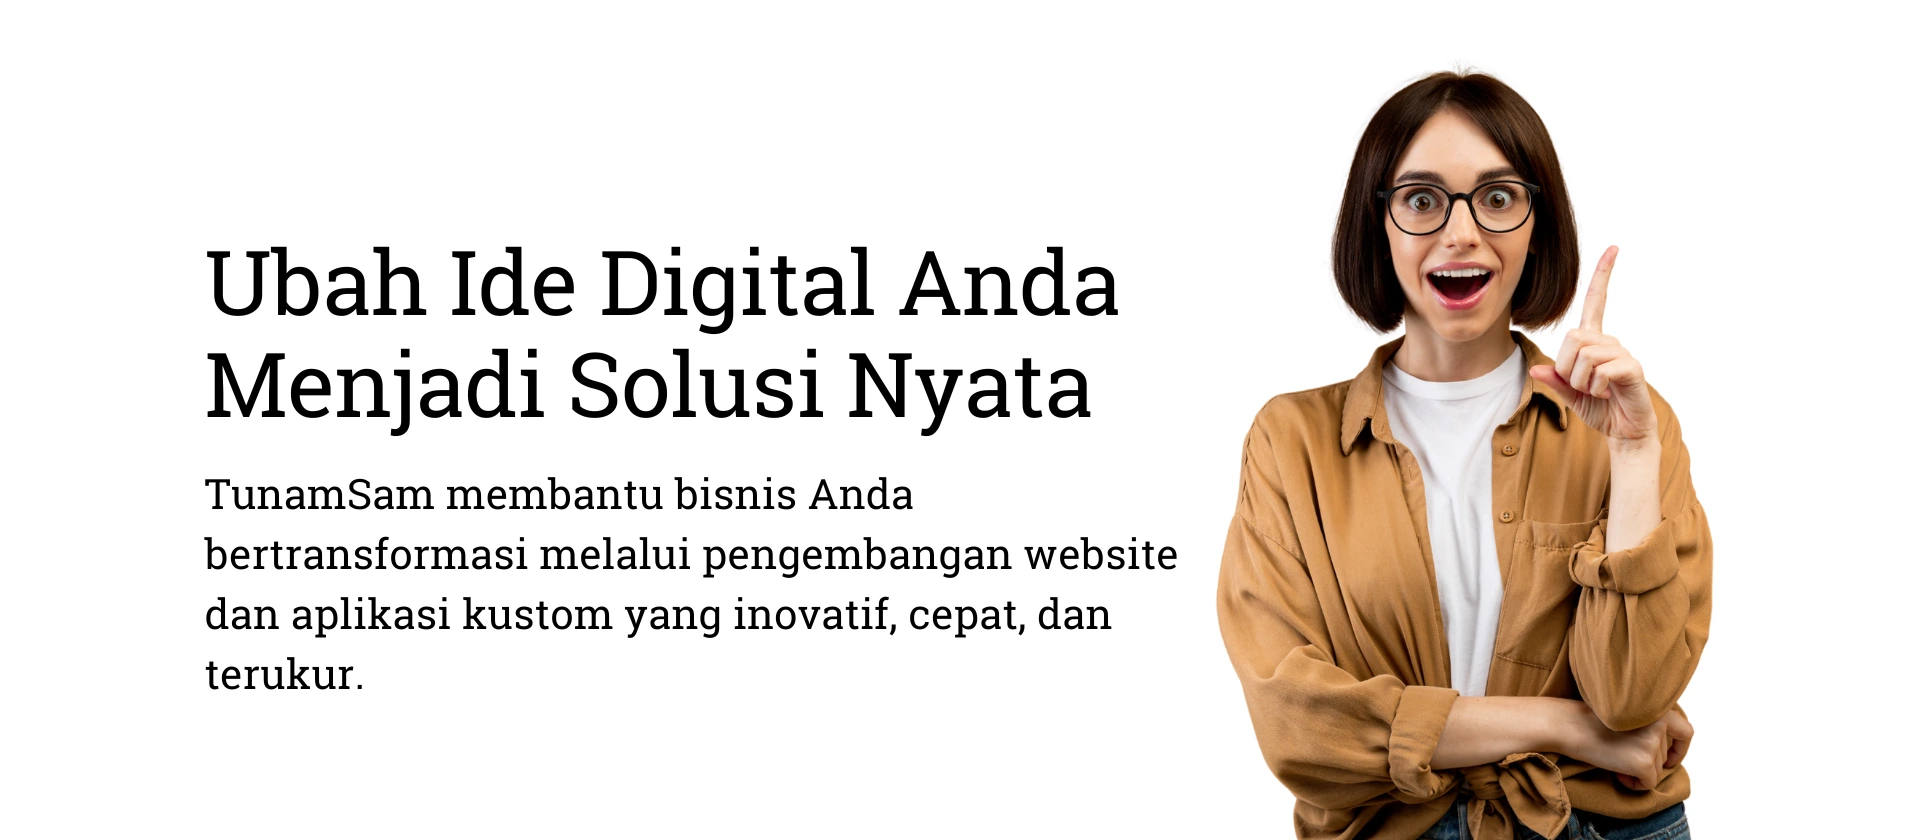 Ubah Ide Digital Anda
Menjadi Solusi Nyata
TunamSam membantu bisnis Anda
bertransformasi melalui pengembangan website
dan aplikasi kustom yang inovatif, cepat, dan
terukur.